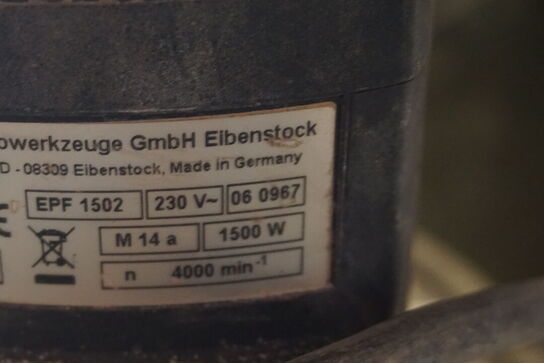 owerkzeuge GmbH Eibenstock
D - 08309 Eibenstock, Made in Germany
EPF 1502 230 V~ 06 0967
M 14 a 1500 W
n 4000 min⁻¹